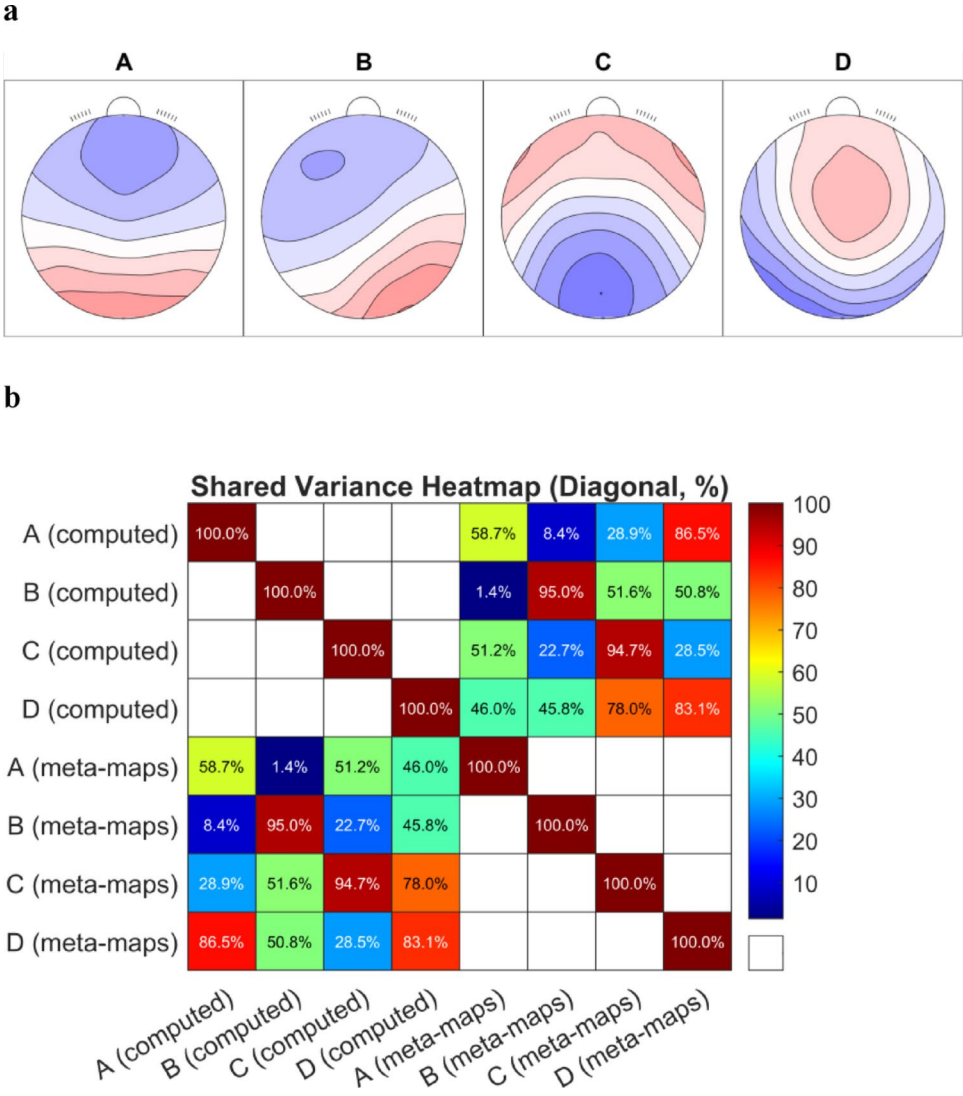 a
A B C D
b
Shared Variance Heatmap (Diagonal, %)
A (computed) 100.0% 58.7% 8.4% 28.9% 86.5% 100
B (computed) 100.0% 1.4% 95.0% 51.6% 50.8% 90
C (computed) 100.0% 51.2% 22.7% 94.7% 28.5% 80
D (computed) 100.0% 46.0% 45.8% 78.0% 83.1% 70
A (meta-maps) 58.7% 1.4% 51.2% 46.0% 100.0% 60
B (meta-maps) 8.4% 95.0% 22.7% 45.8% 100.0% 50
C (meta-maps) 28.9% 51.6% 94.7% 78.0% 100.0% 40
D (meta-maps) 86.5% 50.8% 28.5% 83.1% 100.0% 30
20
10
A (computed)
B (computed)
C (computed)
D (computed)
A (meta-maps)
B (meta-maps)
C (meta-maps)
D (meta-maps)